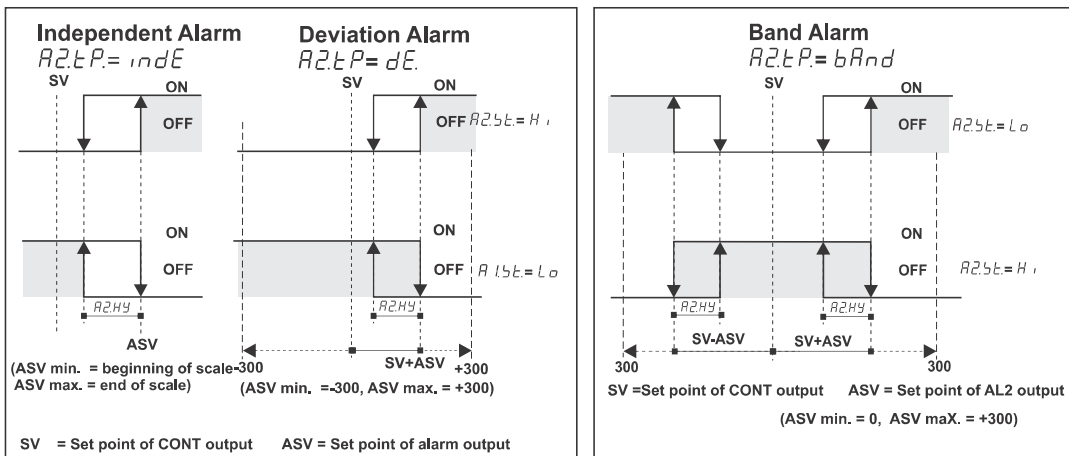 Independent Alarm
A2.tP.= indE
SV
ON
OFF
ON
OFF
A2.HY
ASV
(ASV min. = beginning of scale
ASV max. = end of scale)
Deviation Alarm
A2.tP= dE.
SV
ON
OFF A2.St.= Hi
ON
OFF A1.St.= Lo
A2.HY
SV+ASV
-300 +300
(ASV min. =-300, ASV max. = +300)
SV = Set point of CONT output ASV = Set point of alarm output
Band Alarm
A2.tP.= bAnd
SV
ON
OFF A2.St.= Lo
ON
OFF A2.St.= Hi
A2.HY A2.HY
SV-ASV SV+ASV
300 300
SV =Set point of CONT output ASV = Set point of AL2 output
(ASV min. = 0, ASV maX. = +300)